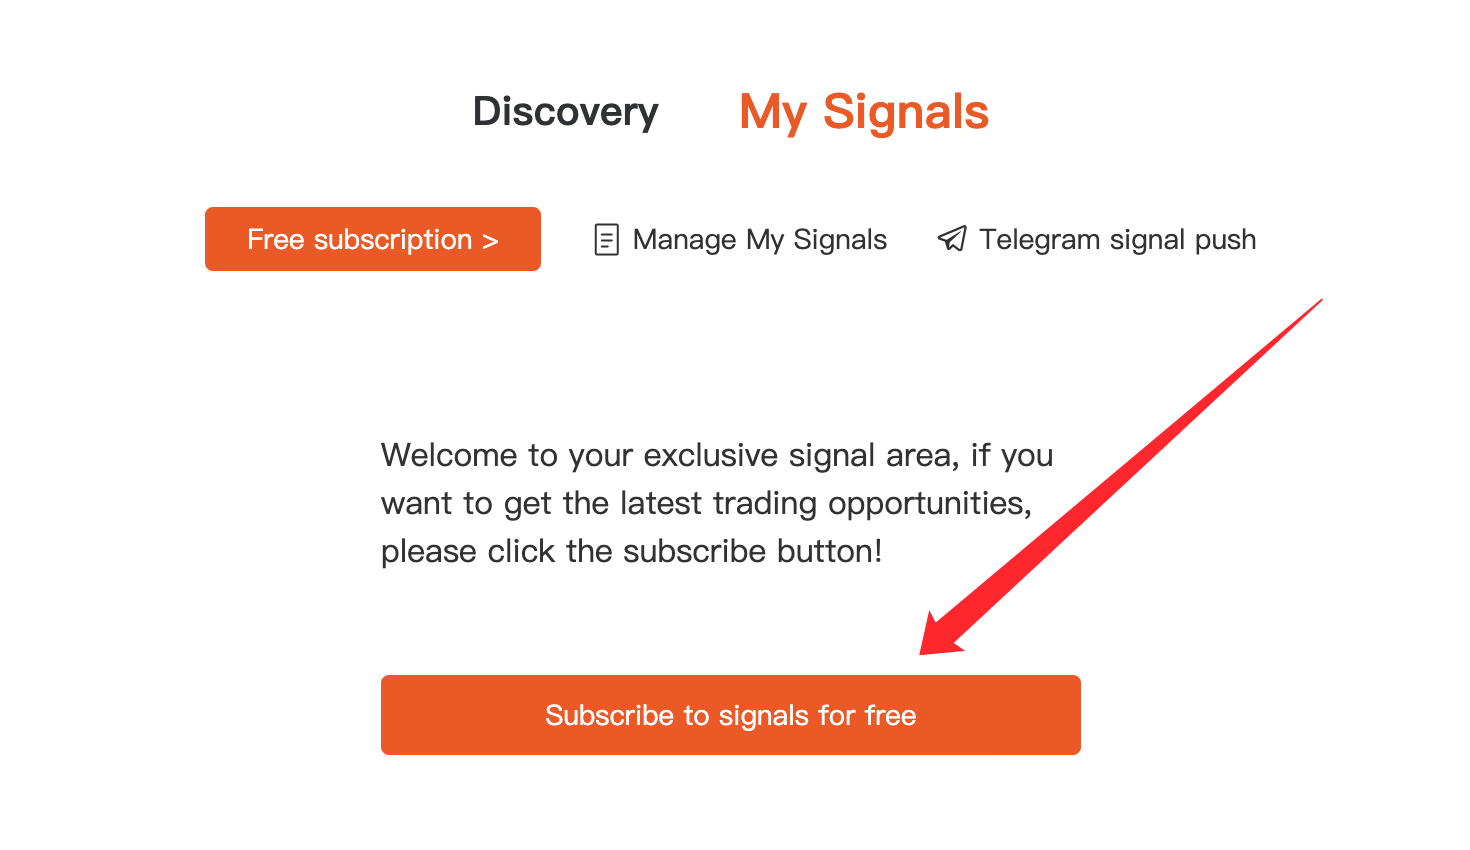 Discovery My Signals
Free subscription > Manage My Signals Telegram signal push
Welcome to your exclusive signal area, if you
want to get the latest trading opportunities,
please click the subscribe button!
Subscribe to signals for free